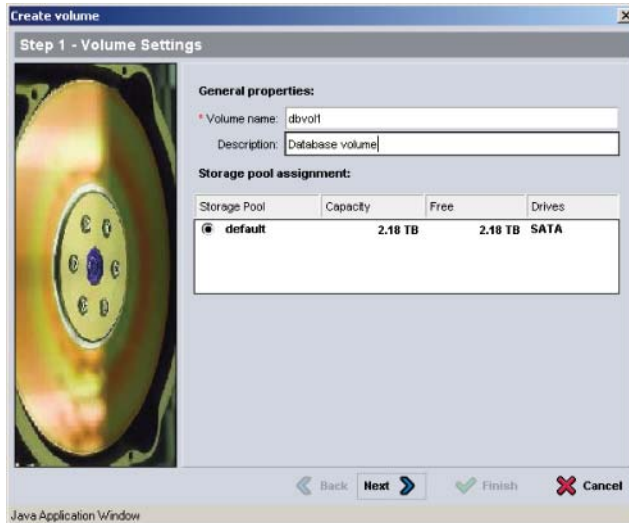 Create volume
Step 1 - Volume Settings
General properties:
* Volume name: dbvol1
Description: Database volume
Storage pool assignment:
Storage Pool Capacity Free Drives
default 2.18 TB 2.18 TB SATA
Back Next Finish Cancel
Java Application Window